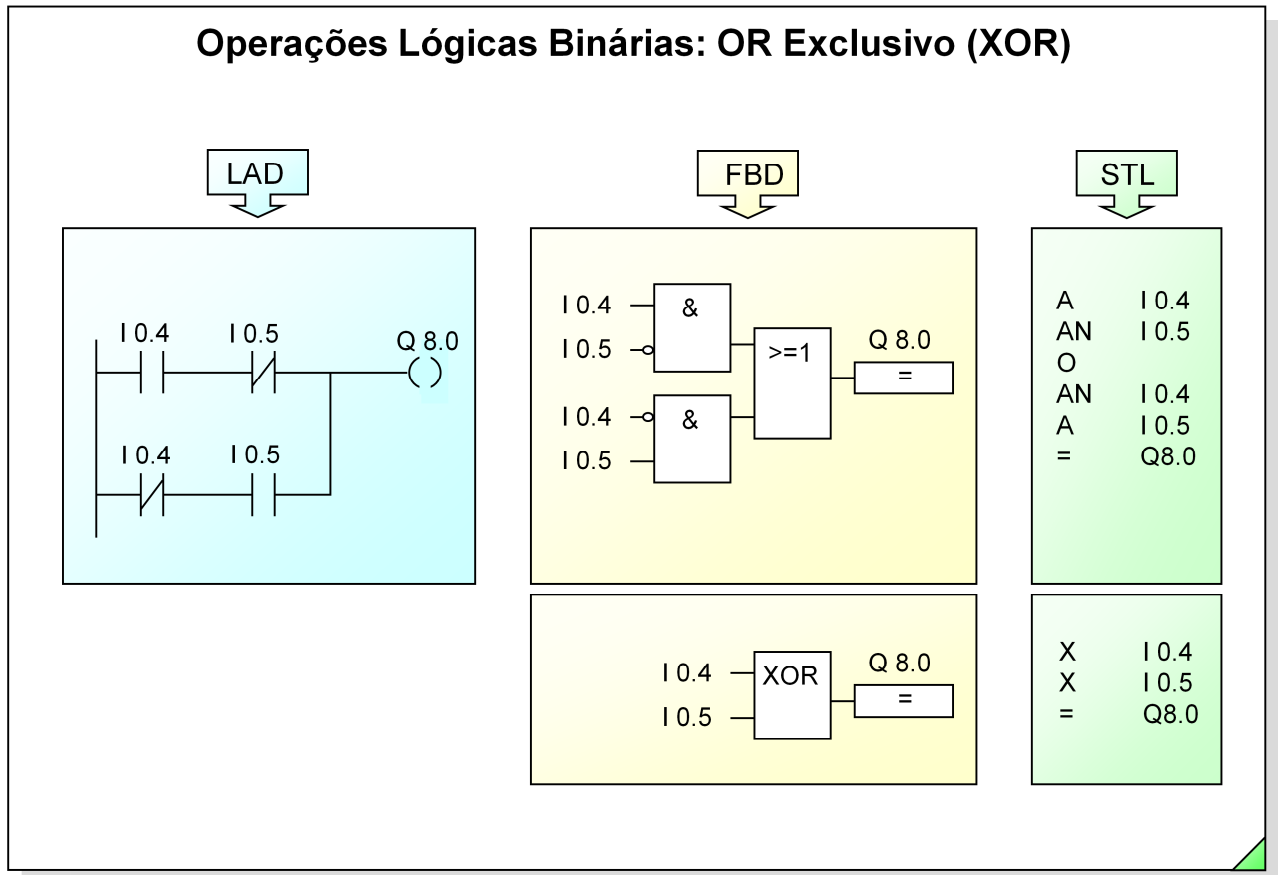 Operações Lógicas Binárias: OR Exclusivo (XOR)
LAD
I 0.4 I 0.5 Q 8.0
( )
I 0.4 I 0.5
FBD
I 0.4 &
I 0.5
>=1
Q 8.0
=
I 0.4 &
I 0.5
I 0.4 XOR
I 0.5
Q 8.0
=
STL
A I 0.4
AN I 0.5
O
AN I 0.4
A I 0.5
= Q8.0
X I 0.4
X I 0.5
= Q8.0